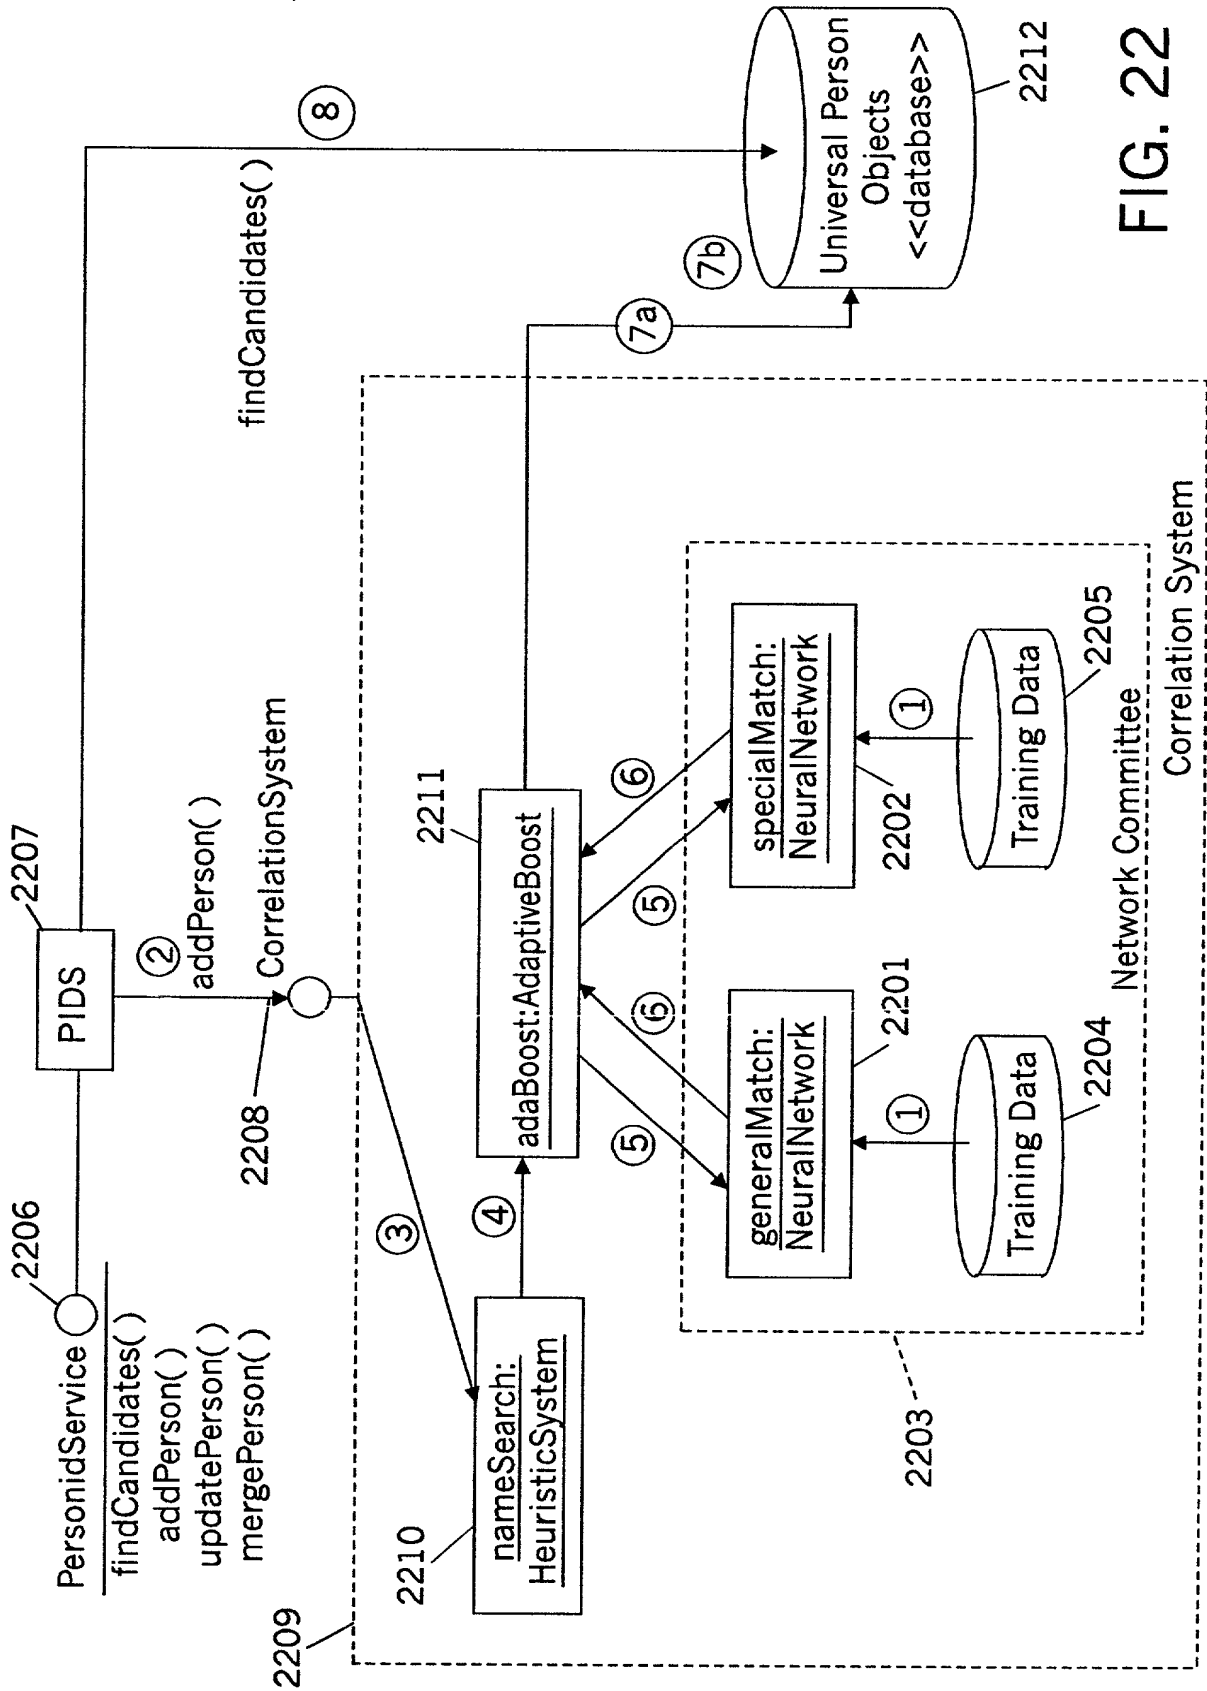 PersonidService
findCandidates( )
addPerson( )
updatePerson( )
mergePerson( )
2206
PIDS
2207
②
addPerson( )
2208
CorrelationSystem
findCandidates( )
⑧
2209
③
2210
nameSearch:
HeuristicSystem
④
2211
adaBoost:AdaptiveBoost
7a
7b
Universal Person
Objects
<<database>>
2212
⑤
⑥
⑤
⑥
2203
generalMatch:
NeuralNetwork
2201
①
Training Data
2204
specialMatch:
NeuralNetwork
2202
①
Training Data
2205
Network Committee
Correlation System
FIG. 22